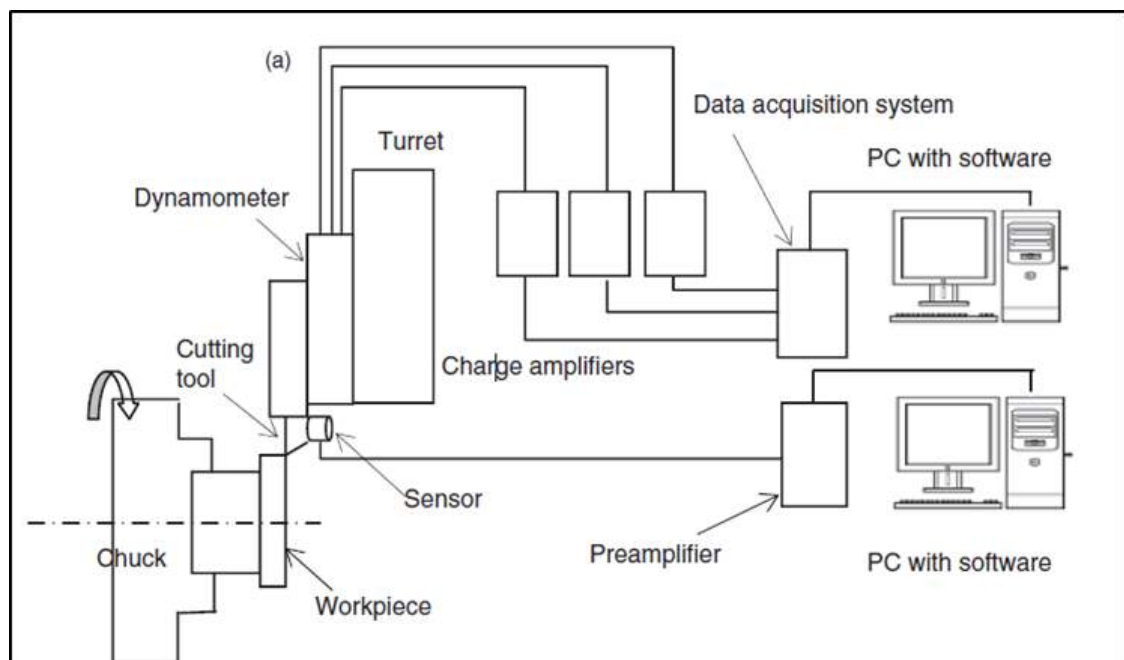 (a)
Data acquisition system
Turret
PC with software
Dynamometer
Cutting
tool
Charge amplifiers
Sensor
Preamplifier
Chuck
PC with software
Workpiece